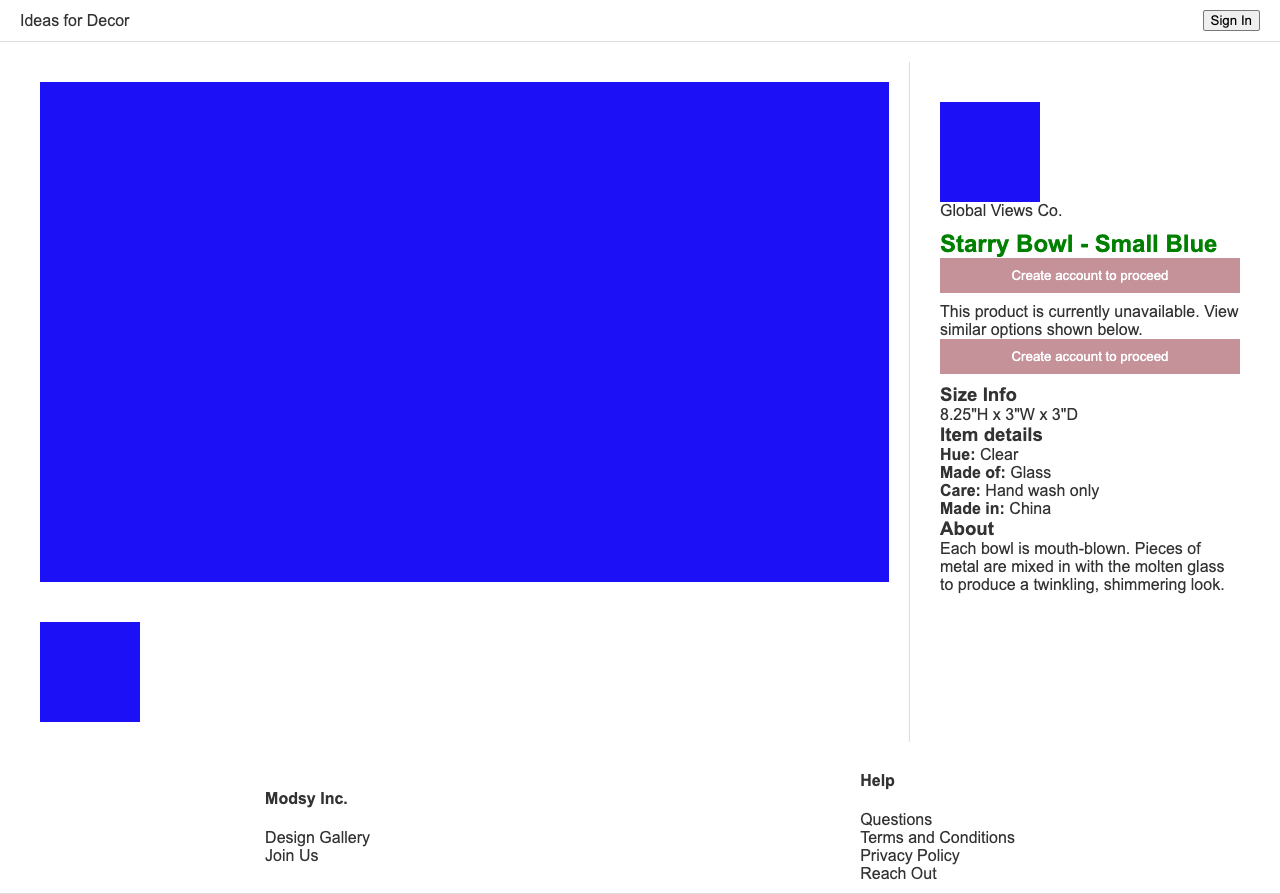 Ideas for Decor
Sign In
Global Views Co.
Starry Bowl - Small Blue
Create account to proceed
This product is currently unavailable. View
similar options shown below.
Create account to proceed
Size Info
8.25"H x 3"W x 3"D
Item details
Hue: Clear
Made of: Glass
Care: Hand wash only
Made in: China
About
Each bowl is mouth-blown. Pieces of
metal are mixed in with the molten glass
to produce a twinkling, shimmering look.
Modsy Inc.
Design Gallery
Join Us
Help
Questions
Terms and Conditions
Privacy Policy
Reach Out